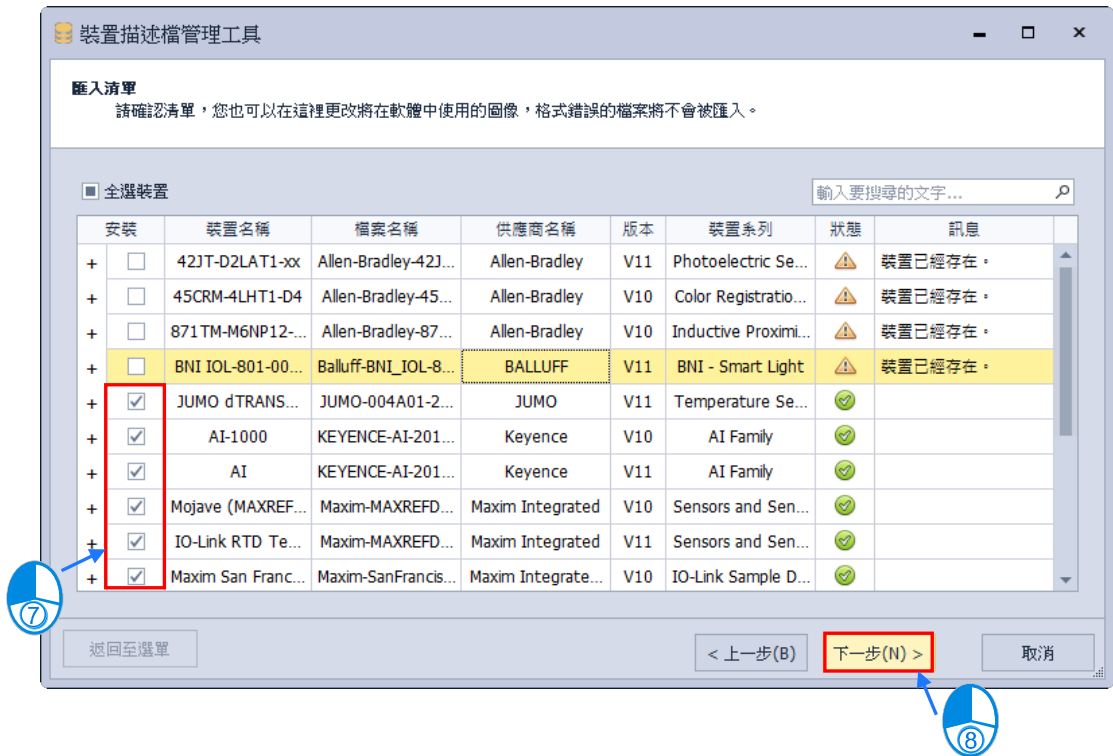 裝置描述檔管理工具
匯入清單
請確認清單，您也可以在這裡更改將在軟體中使用的圖像，格式錯誤的檔案將不會被匯入。
全選裝置 輸入要搜尋的文字...
安裝 裝置名稱 檔案名稱 供應商名稱 版本 裝置系列 狀態 訊息
+ 42JT-D2LAT1-xx Allen-Bradley-42J... Allen-Bradley V11 Photoelectric Se... 裝置已經存在。
+ 45CRM-4LHT1-D4 Allen-Bradley-45... Allen-Bradley V10 Color Registratio... 裝置已經存在。
+ 871TM-M6NP12-... Allen-Bradley-87... Allen-Bradley V10 Inductive Proximi... 裝置已經存在。
+ BNI IOL-801-00... Balluff-BNI_IOL-8... BALLUFF V11 BNI - Smart Light 裝置已經存在。
+ JUMO dTRANS... JUMO-004A01-2... JUMO V11 Temperature Se...
+ AI-1000 KEYENCE-AI-201... Keyence V10 AI Family
+ AI KEYENCE-AI-201... Keyence V11 AI Family
+ Mojave (MAXREF... Maxim-MAXREFD... Maxim Integrated V10 Sensors and Sen...
+ IO-Link RTD Te... Maxim-MAXREFD... Maxim Integrated V11 Sensors and Sen...
+ Maxim San Franc... Maxim-SanFrancis... Maxim Integrate... V10 IO-Link Sample D...
⑦
返回至選單 < 上一步(B) 下一步(N) > 取消
⑧